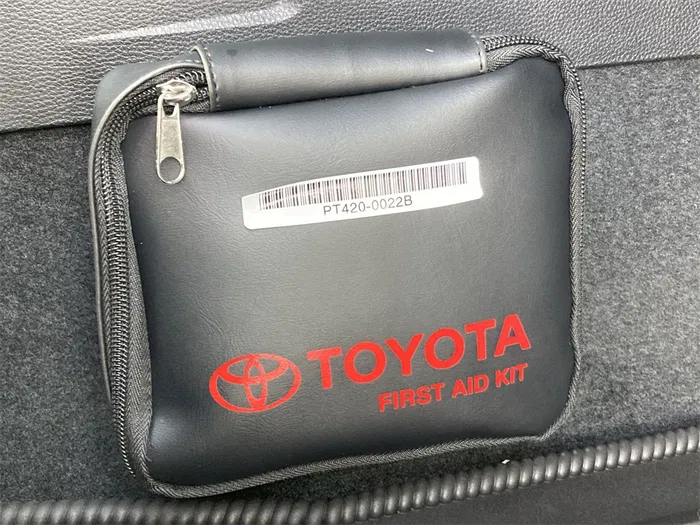 PT420-0022B
TOYOTA
FIRST AID KIT